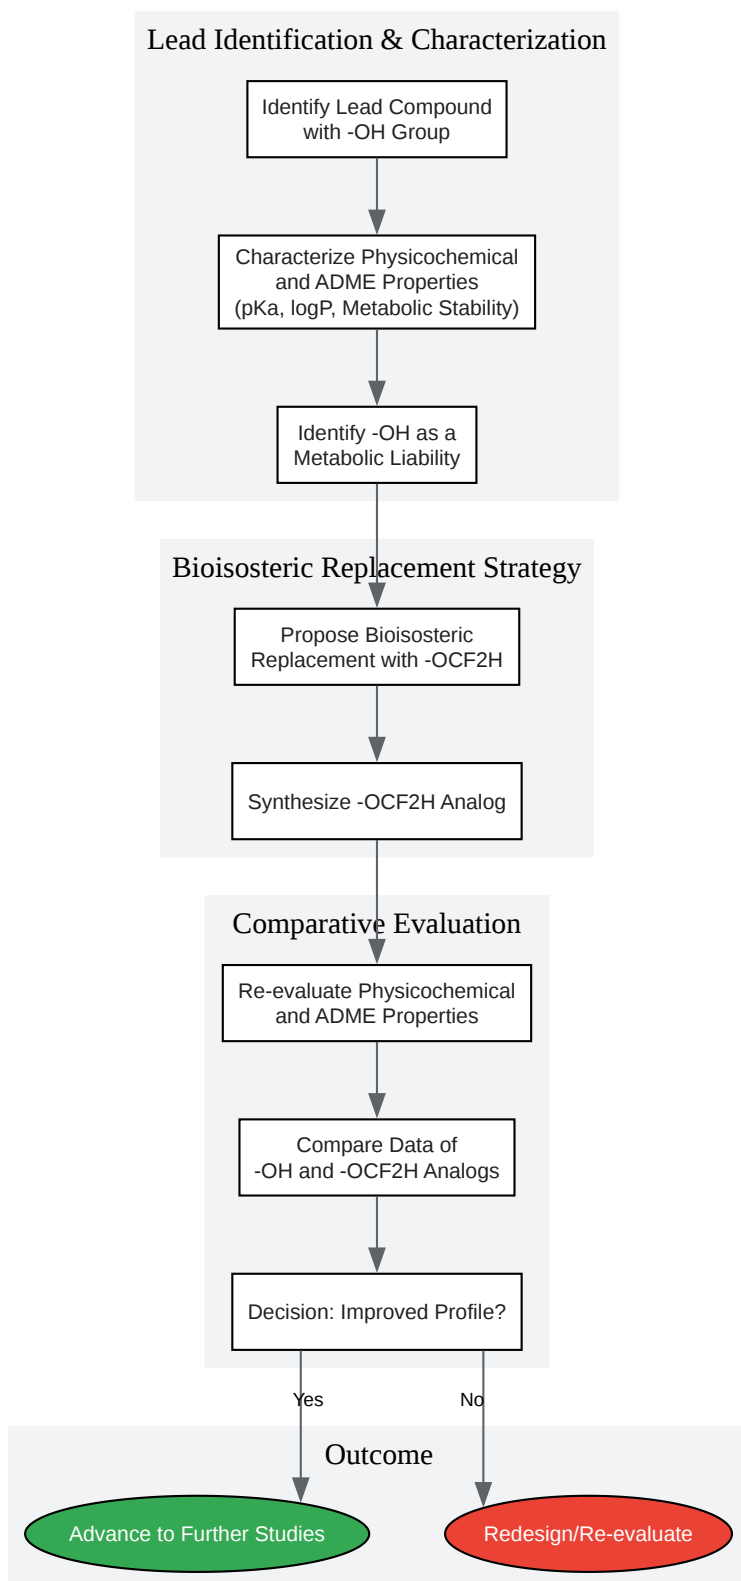 Lead Identification & Characterization
Identify Lead Compound
with -OH Group
Characterize Physicochemical
and ADME Properties
(pKa, logP, Metabolic Stability)
Identify -OH as a
Metabolic Liability
Bioisosteric Replacement Strategy
Propose Bioisosteric
Replacement with -OCF2H
Synthesize -OCF2H Analog
Comparative Evaluation
Re-evaluate Physicochemical
and ADME Properties
Compare Data of
-OH and -OCF2H Analogs
Decision: Improved Profile?
Yes
No
Outcome
Advance to Further Studies
Redesign/Re-evaluate